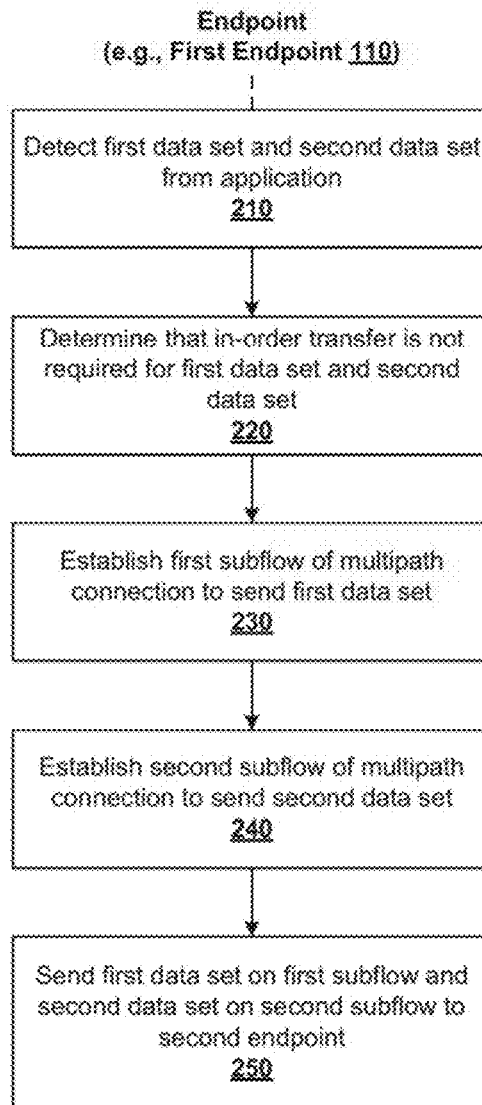 Endpoint
(e.g., First Endpoint 110)
Detect first data set and second data set
from application
210
Determine that in-order transfer is not
required for first data set and second
data set
220
Establish first subflow of multipath
connection to send first data set
230
Establish second subflow of multipath
connection to send second data set
240
Send first data set on first subflow and
second data set on second subflow to
second endpoint
250